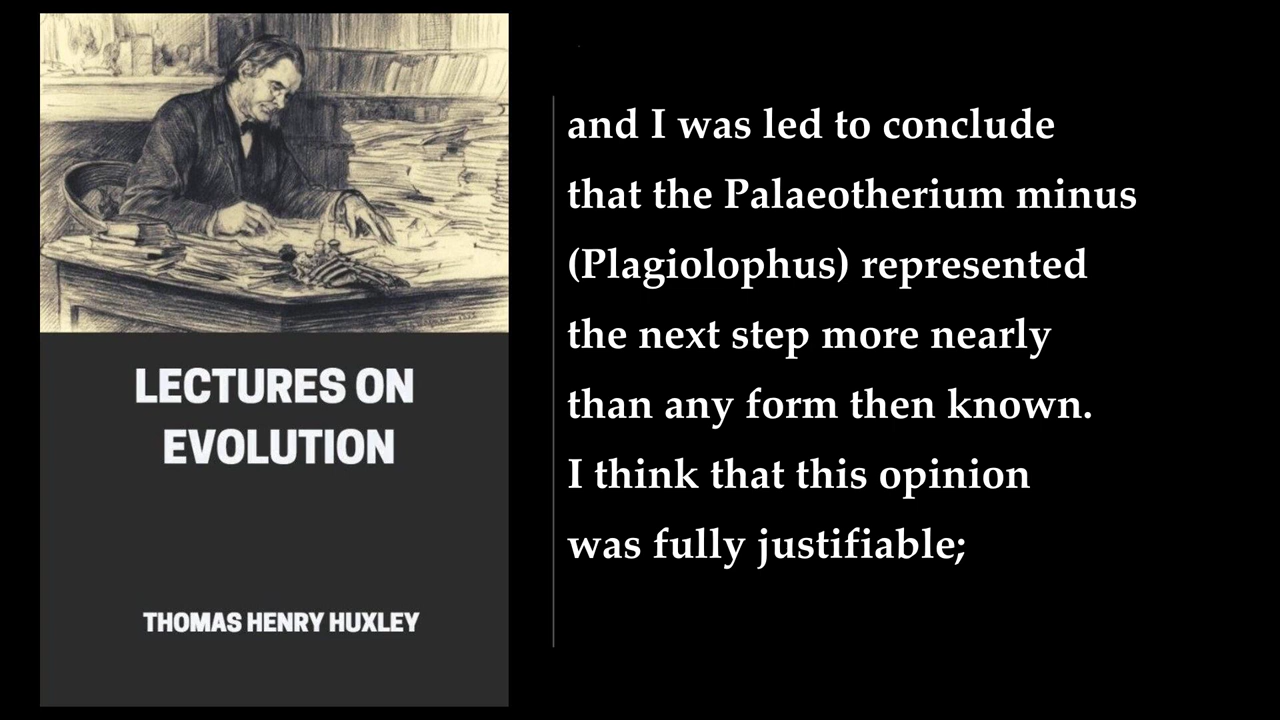 LECTURES ON
EVOLUTION
THOMAS HENRY HUXLEY
and I was led to conclude
that the Palaeotherium minus
(Plagiolophus) represented
the next step more nearly
than any form then known.
I think that this opinion
was fully justifiable;